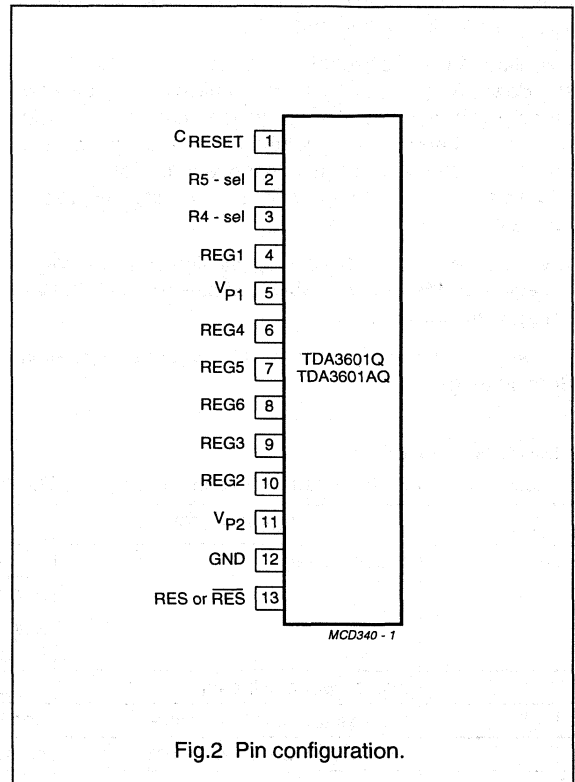 CRESET 1
R5 - sel 2
R4 - sel 3
REG1 4
VP1 5
REG4 6
REG5 7
REG6 8
REG3 9
REG2 10
VP2 11
GND 12
RES or R̅E̅S̅ 13
TDA3601Q
TDA3601AQ
MCD340 - 1
Fig.2 Pin configuration.